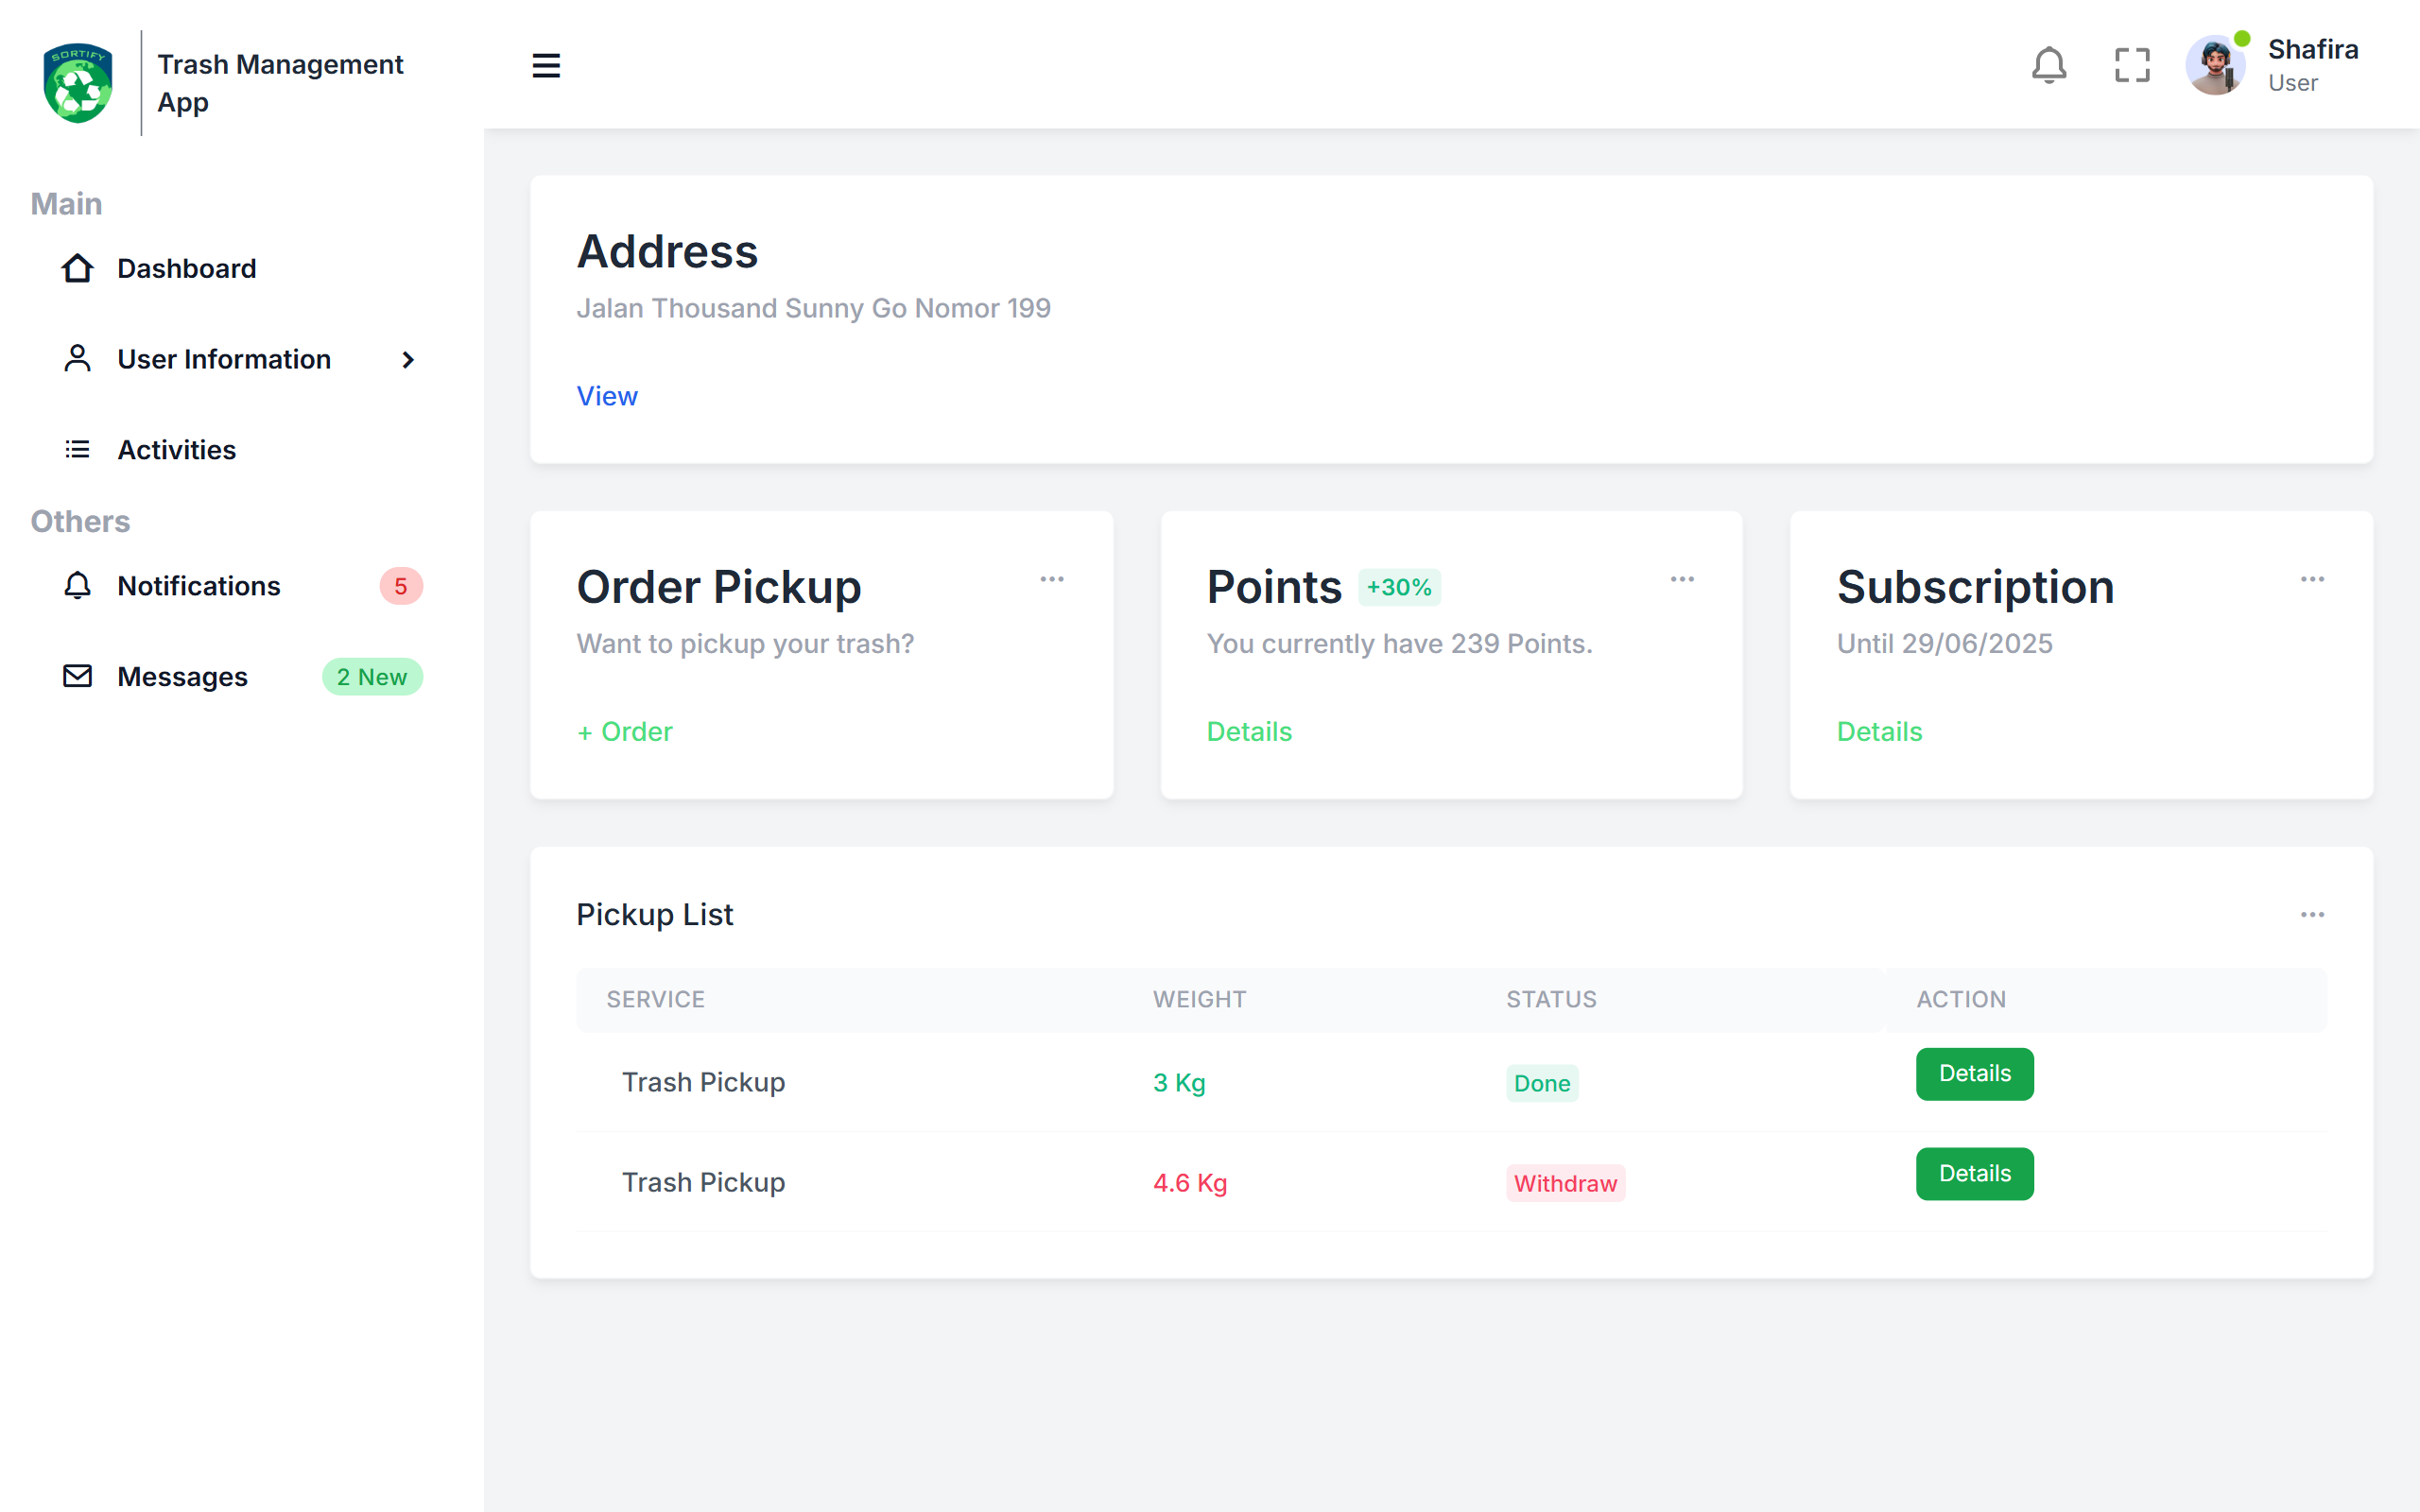 SORTIFY
Trash Management
App
Shafira
User
Main
Dashboard
User Information
Activities
Others
Notifications 5
Messages 2 New
Address
Jalan Thousand Sunny Go Nomor 199
View
Order Pickup
Want to pickup your trash?
+ Order
Points +30%
You currently have 239 Points.
Details
Subscription
Until 29/06/2025
Details
Pickup List
SERVICE WEIGHT STATUS ACTION
Trash Pickup 3 Kg Done Details
Trash Pickup 4.6 Kg Withdraw Details